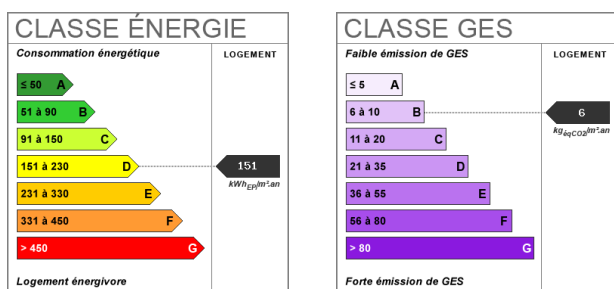 CLASSE ÉNERGIE
Consommation énergétique
LOGEMENT
≤ 50 A
51 à 90 B
91 à 150 C
151 à 230 D
151
kWhEP/m².an
231 à 330 E
331 à 450 F
> 450 G
Logement énergivore
CLASSE GES
Faible émission de GES
LOGEMENT
≤ 5 A
6 à 10 B
6
kgéqCO2/m².an
11 à 20 C
21 à 35 D
36 à 55 E
56 à 80 F
> 80 G
Forte émission de GES